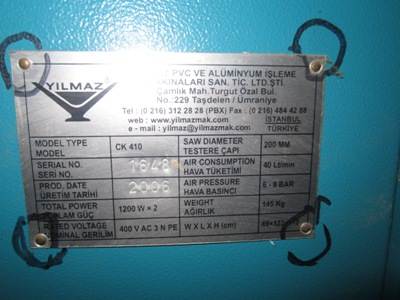 YILMAZ
PVC VE ALÜMİNYUM İŞLEME
MAKİNALARI SAN. TİC. LTD.ŞTİ.
Çamlık Mah.Turgut Özal Bul.
No.:229 Taşdelen / Ümraniye
Tel : (0 216) 312 28 28 (PBX) Fax : (0 216) 484 42 88
www.yilmazmak.com İSTANBUL
e - mail : yilmaz@yilmazmak.com TÜRKİYE
MODEL TYPE CK 410 SAW DIAMETER 200 MM.
MODEL TESTERE ÇAPI
SERIAL NO. 1648 AIR CONSUMPTION 40 Lt/min
SERİ NO. HAVA TÜKETİMİ
PROD. DATE 2006 AIR PRESSURE 6 - 8 BAR
ÜRETİM TARİHİ HAVA BASINCI
TOTAL POWER 1200 W × 2 WEIGHT 145 Kg
TOPLAM GÜÇ AĞIRLIK
RATED VOLTAGE 400 V AC 3 N PE W x L x H (cm)
NOMİNAL GERİLİM